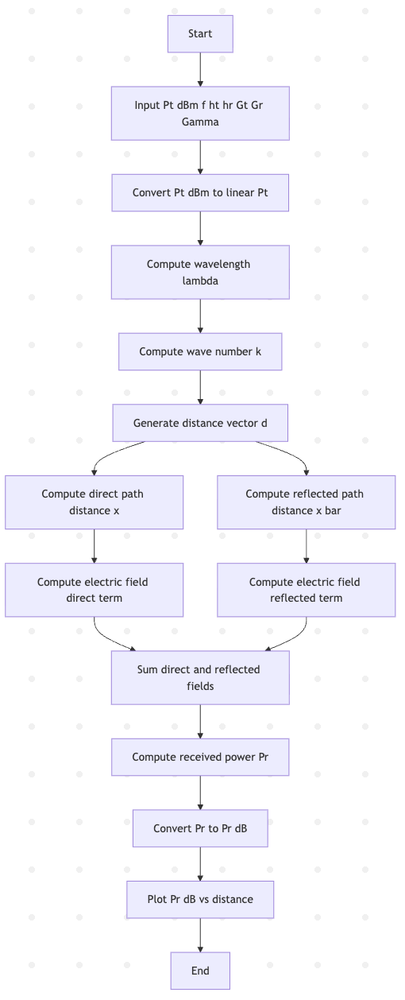 Start
Input Pt dBm f ht hr Gt Gr
Gamma
Convert Pt dBm to linear Pt
Compute wavelength
lambda
Compute wave number k
Generate distance vector d
Compute direct path
distance x
Compute reflected path
distance x bar
Compute electric field
direct term
Compute electric field
reflected term
Sum direct and reflected
fields
Compute received power Pr
Convert Pr to Pr dB
Plot Pr dB vs distance
End